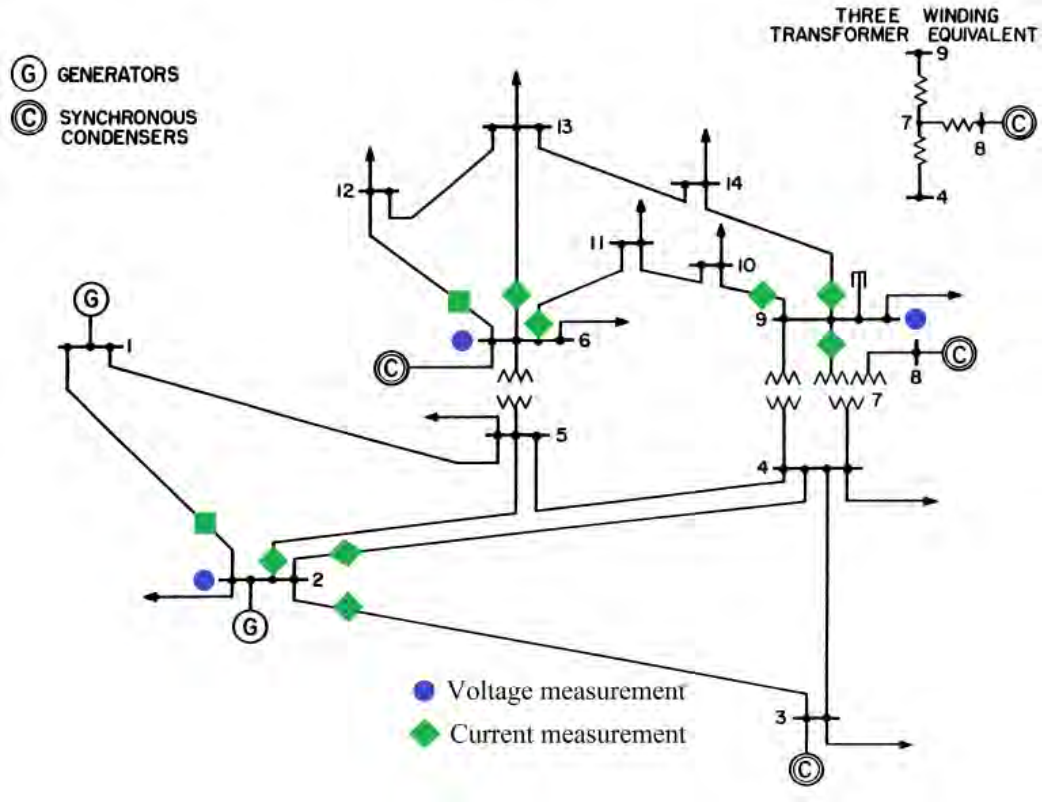 THREE WINDING
TRANSFORMER EQUIVALENT
9
7
C
8
4
G GENERATORS
C SYNCHRONOUS
CONDENSERS
13
12
14
11
10
G
1
9
6
C
8
C
7
5
4
2
G
3
C
Voltage measurement
Current measurement